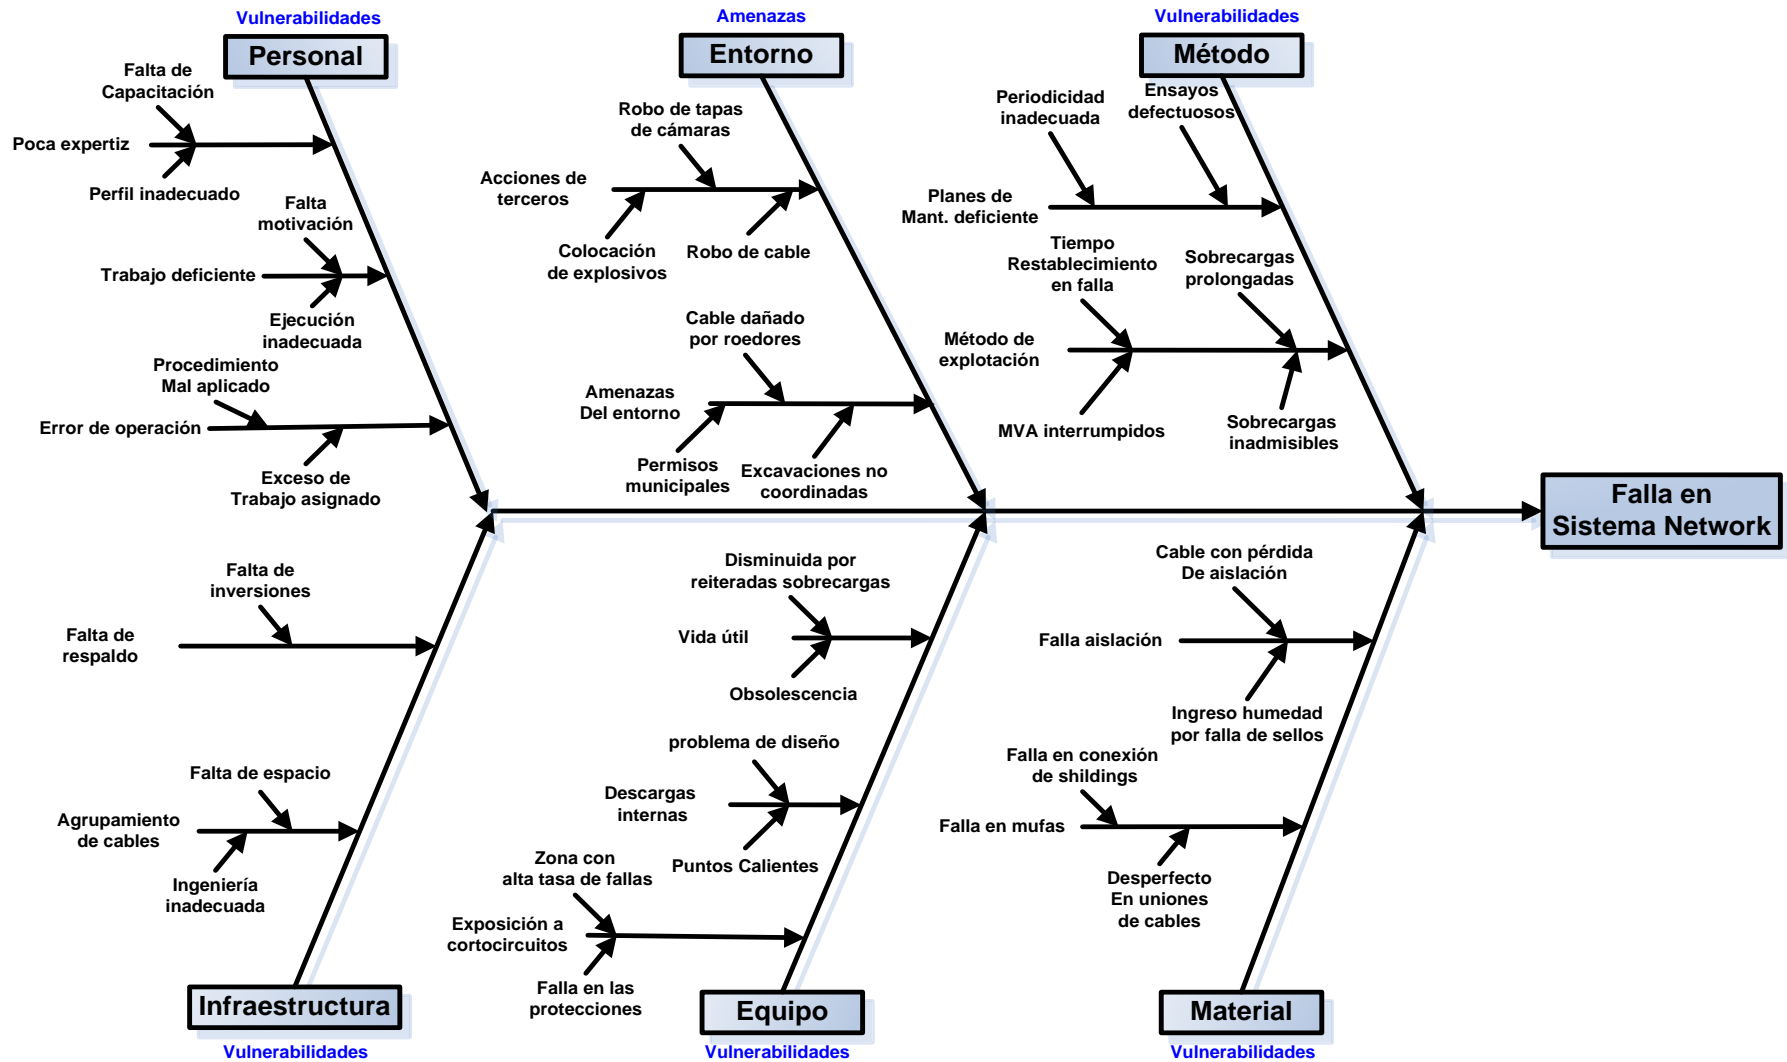 Vulnerabilidades
Personal
Falta de
Capacitación
Poca expertiz
Perfil inadecuado
Falta
motivación
Trabajo deficiente
Ejecución
inadecuada
Procedimiento
Mal aplicado
Error de operación
Exceso de
Trabajo asignado
Amenazas
Entorno
Robo de tapas
de cámaras
Acciones de
terceros
Colocación
de explosivos
Robo de cable
Cable dañado
por roedores
Amenazas
Del entorno
Permisos
municipales
Excavaciones no
coordinadas
Vulnerabilidades
Método
Periodicidad
inadecuada
Ensayos
defectuosos
Planes de
Mant. deficiente
Tiempo
Restablecimiento
en falla
Sobrecargas
prolongadas
Método de
explotación
MVA interrumpidos
Sobrecargas
inadmisibles
Falla en
Sistema Network
Falta de
inversiones
Falta de
respaldo
Falta de espacio
Agrupamiento
de cables
Ingeniería
inadecuada
Infraestructura
Vulnerabilidades
Disminuida por
reiteradas sobrecargas
Vida útil
Obsolescencia
problema de diseño
Descargas
internas
Puntos Calientes
Zona con
alta tasa de fallas
Exposición a
cortocircuitos
Falla en las
protecciones
Equipo
Vulnerabilidades
Cable con pérdida
De aislación
Falla aislación
Ingreso humedad
por falla de sellos
Falla en conexión
de shildings
Falla en mufas
Desperfecto
En uniones
de cables
Material
Vulnerabilidades